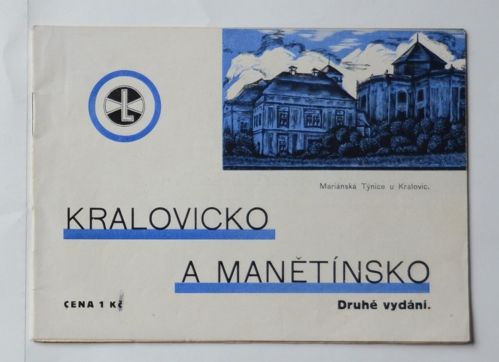 Mariánská Týnice u Kralovic.
KRALOVICKO
A MANĚTÍNSKO
CENA 1 Kč
Druhé vydání.